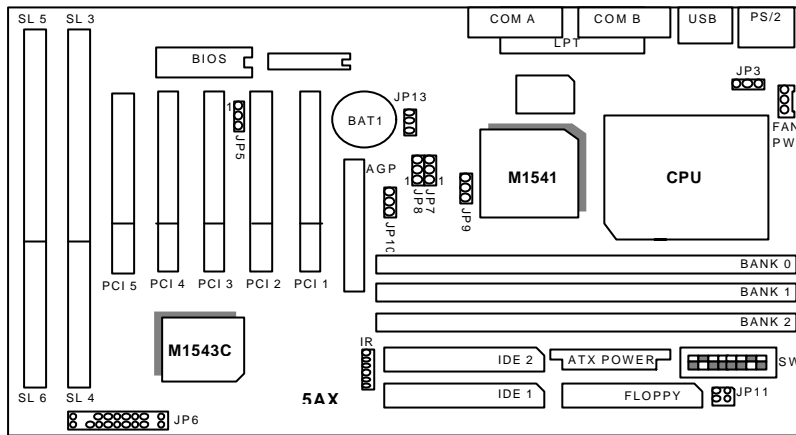 SL 5
SL 3
COM A
COM B
USB
PS/2
LPT
BIOS
JP3
JP13
1
JP5
BAT1
FAN
PW
AGP
M1541
CPU
1
1
JP8
JP7
JP9
JP10
BANK 0
PCI 5
PCI 4
PCI 3
PCI 2
PCI 1
BANK 1
BANK 2
M1543C
IR
IDE 2
ATX POWER
SW
SL 6
SL 4
5AX
IDE 1
FLOPPY
JP11
JP6